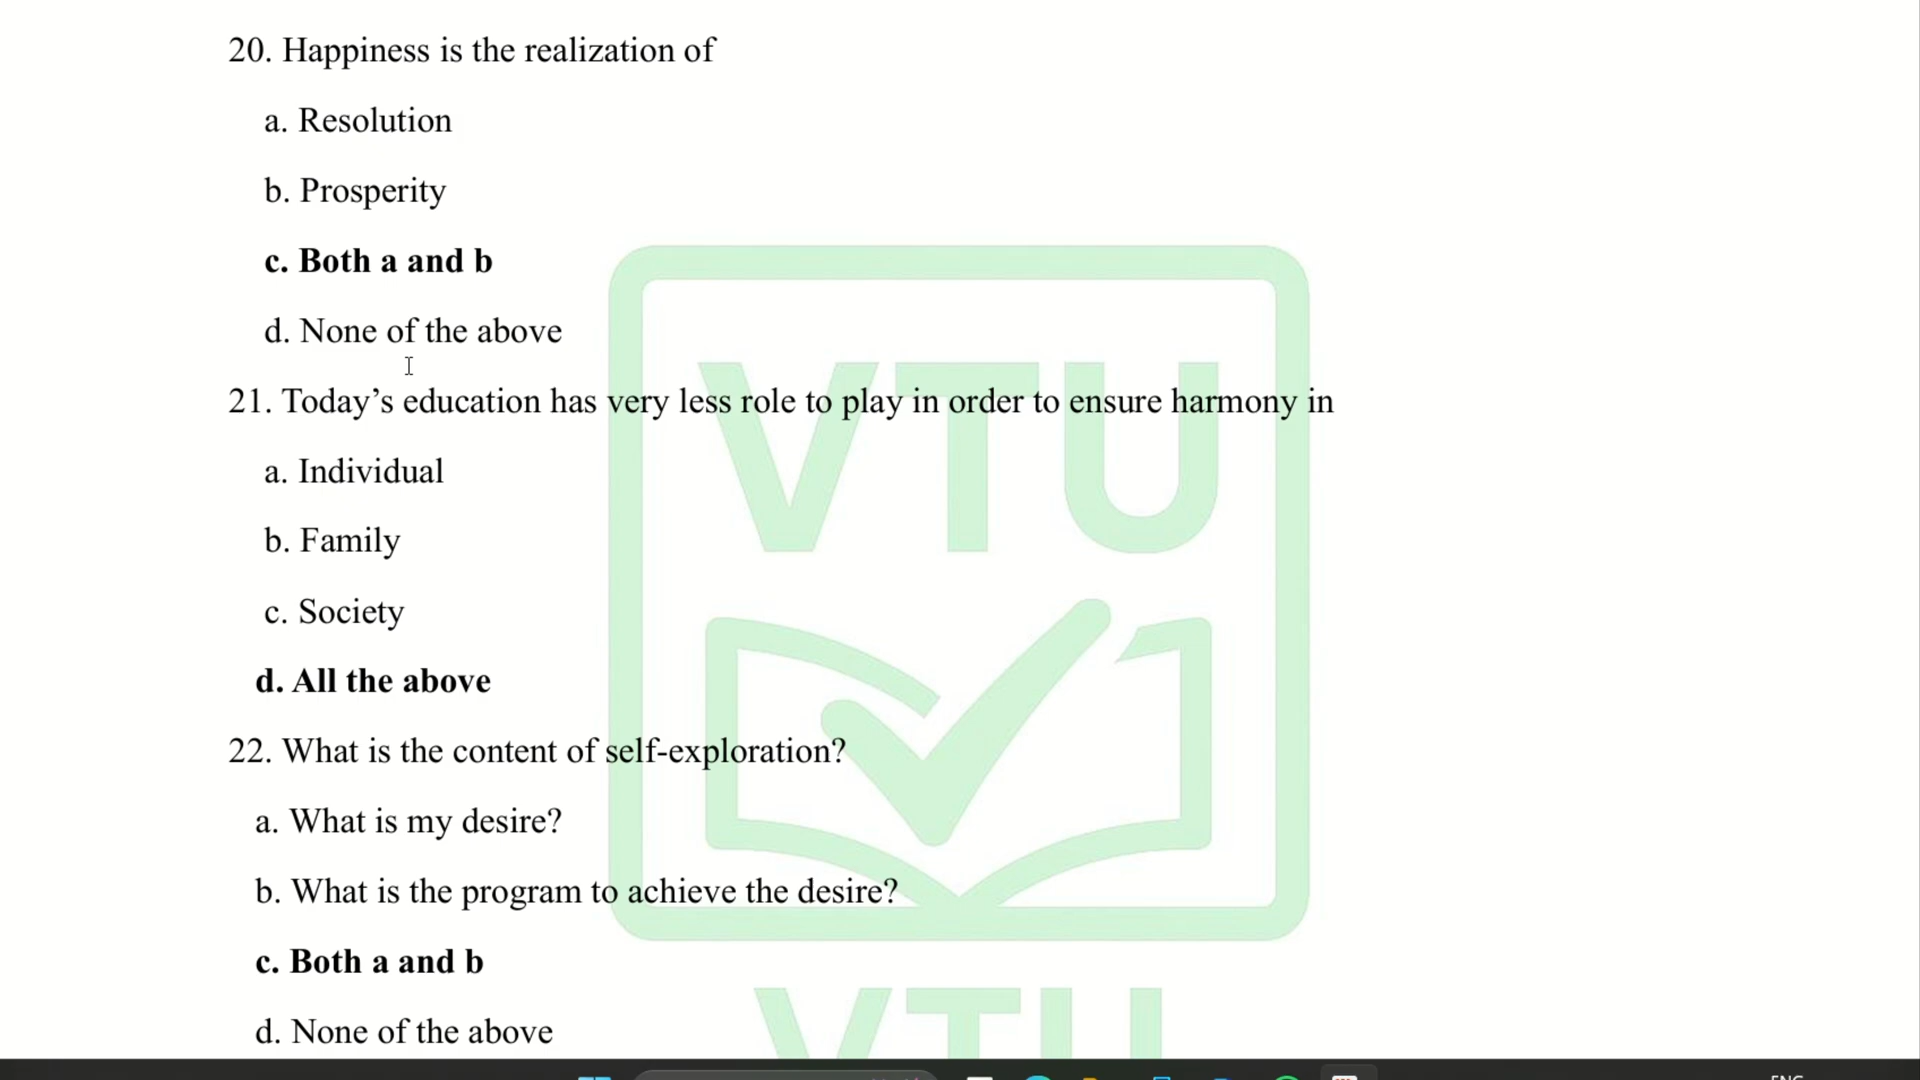 20. Happiness is the realization of
a. Resolution
b. Prosperity
c. Both a and b
d. None of the above
21. Today’s education has very less role to play in order to ensure harmony in
a. Individual
b. Family
c. Society
d. All the above
22. What is the content of self-exploration?
a. What is my desire?
b. What is the program to achieve the desire?
c. Both a and b
d. None of the above
VTU
VTU
ENG